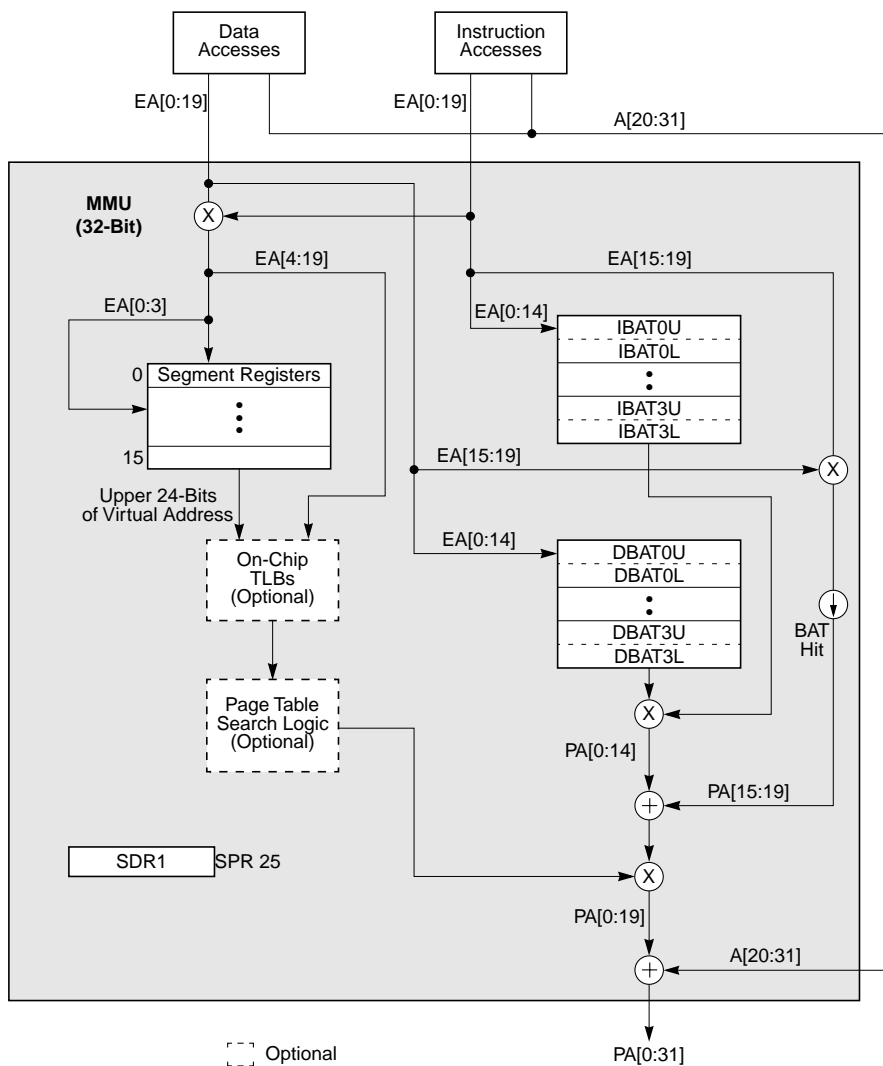 Data
Accesses
Instruction
Accesses
EA[0:19]
EA[0:19]
A[20:31]
MMU
(32-Bit)
X
EA[4:19]
EA[15:19]
EA[0:3]
EA[0:14]
IBAT0U
IBAT0L
IBAT3U
IBAT3L
0
Segment Registers
15
EA[15:19]
X
Upper 24-Bits
of Virtual Address
EA[0:14]
On-Chip
TLBs
(Optional)
DBAT0U
DBAT0L
DBAT3U
DBAT3L
BAT
Hit
Page Table
Search Logic
(Optional)
X
PA[0:14]
PA[15:19]
+
SDR1
SPR 25
X
PA[0:19]
A[20:31]
+
Optional
PA[0:31]